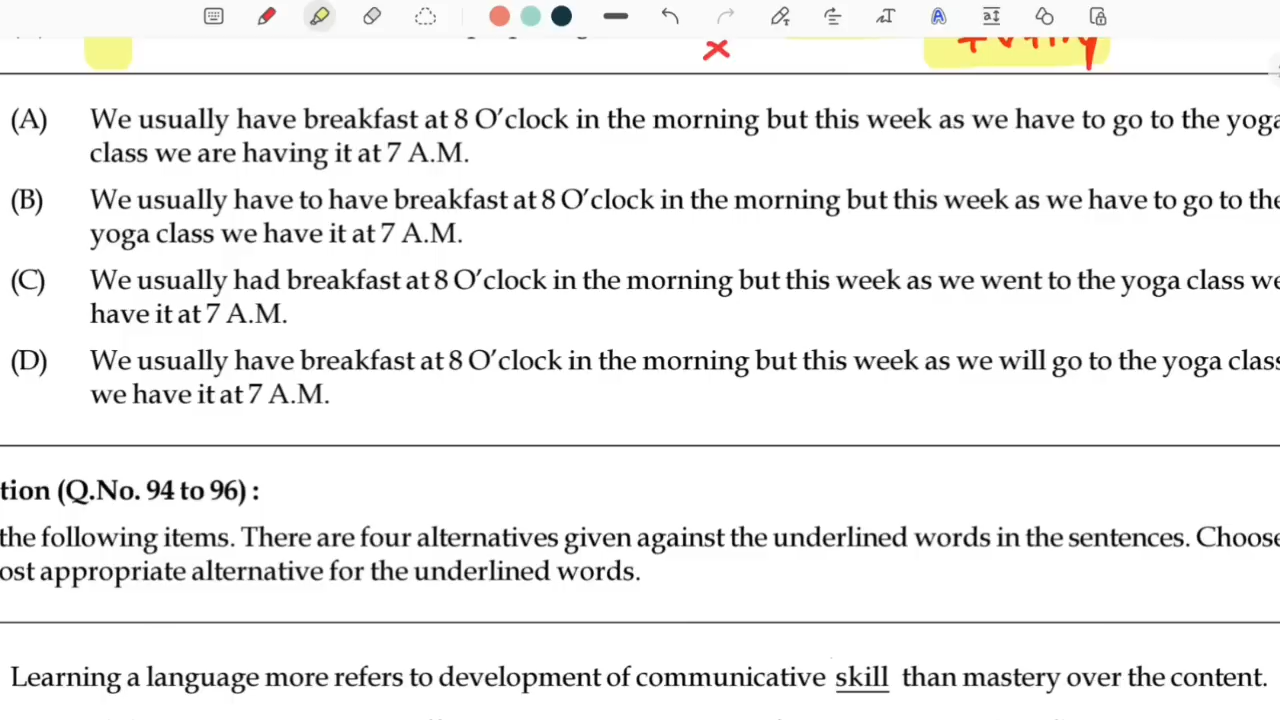 (A) We usually have breakfast at 8 O'clock in the morning but this week as we have to go to the yoga
class we are having it at 7 A.M.
(B) We usually have to have breakfast at 8 O'clock in the morning but this week as we have to go to the
yoga class we have it at 7 A.M.
(C) We usually had breakfast at 8 O'clock in the morning but this week as we went to the yoga class we
have it at 7 A.M.
(D) We usually have breakfast at 8 O'clock in the morning but this week as we will go to the yoga class
we have it at 7 A.M.
tion (Q.No. 94 to 96) :
the following items. There are four alternatives given against the underlined words in the sentences. Choose
ost appropriate alternative for the underlined words.
Learning a language more refers to development of communicative skill than mastery over the content.